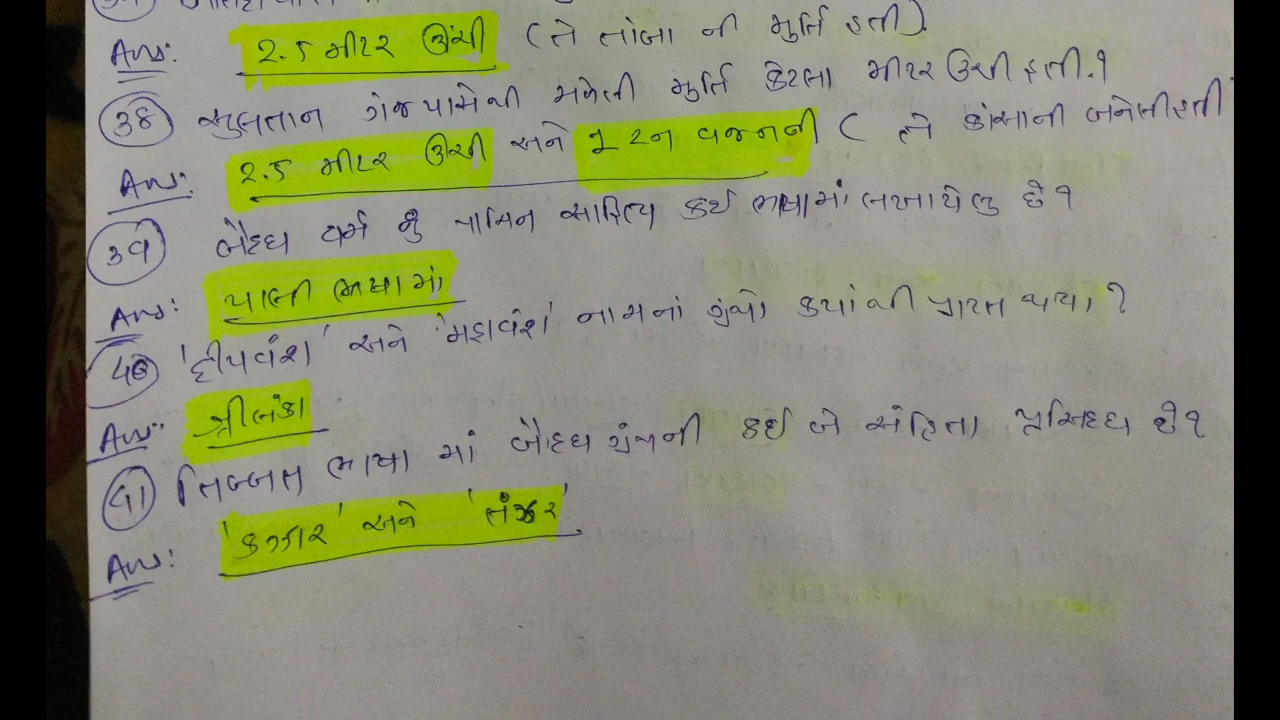 Ans: 2.5 મીટર ઊંચી (તે તાંબા ની મુર્તિ હતી).
38 સુલતાન ગંજ પાસેથી મળેલી મુર્તિ કેટલા મીટર ઊંચી હતી.?
Ans: 2.5 મીટર ઊંચી અને 1 ટન વજનની ( તે કાંસાની બનેલી હતી
39 બૌદ્ધ ધર્મ નું સાહિત્ય કઈ ભાષામાં લખાયેલુ છે?
Ans: પાલી ભાષામાં
40 'દીપવંશ' અને 'મહાવંશ' નામનાં ગ્રંથો કયાંથી પ્રાપ્ત થયા?
Ans: શ્રીલંકા
41 તિબ્બત ભાષા માં બૌદ્ધ ગ્રંથની કઈ બે સંહિતા પ્રસિધ્ધ છે?
Ans: 'કંઝાર' અને 'તંઝુર'